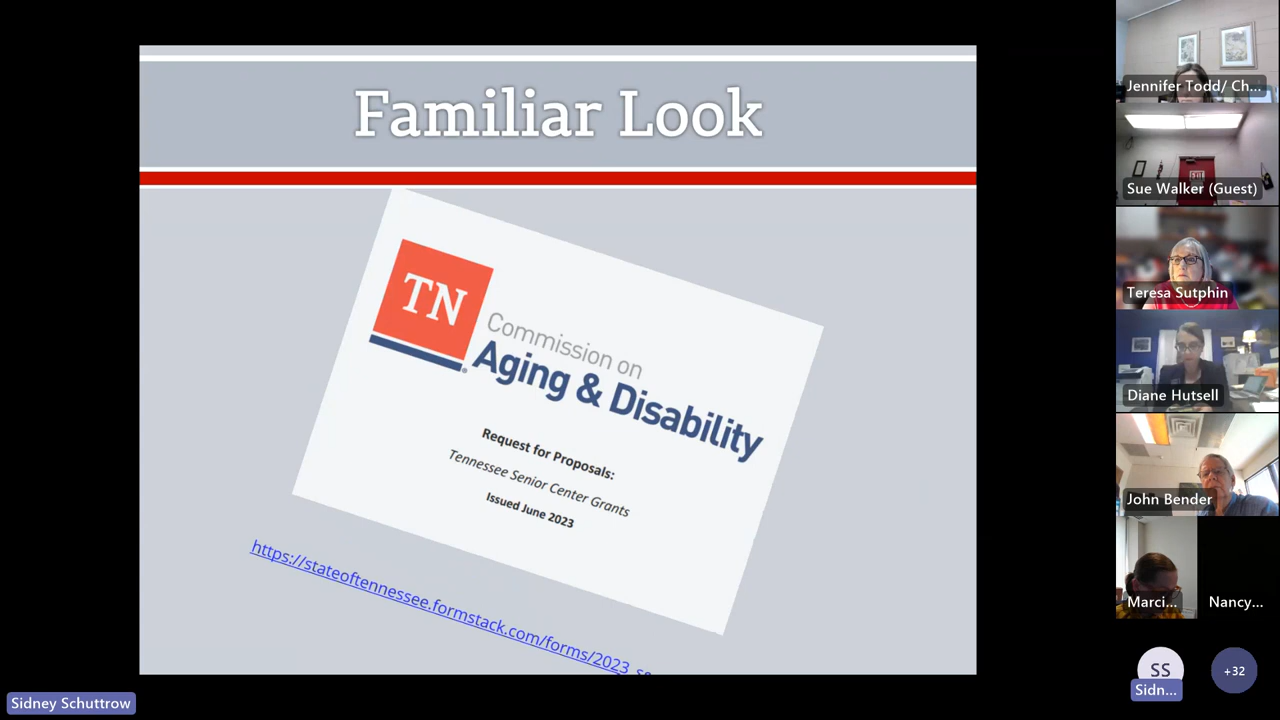 Familiar Look
TN
Commission on
Aging & Disability
Request for Proposals:
Tennessee Senior Center Grants
Issued June 2023
https://stateoftennessee.formstack.com/forms/2023
Jennifer Todd/ Ch...
Sue Walker (Guest)
EXIT
Teresa Sutphin
Diane Hutsell
John Bender
Marci...
Nancy...
SS
Sidn...
+32
Sidney Schuttrow